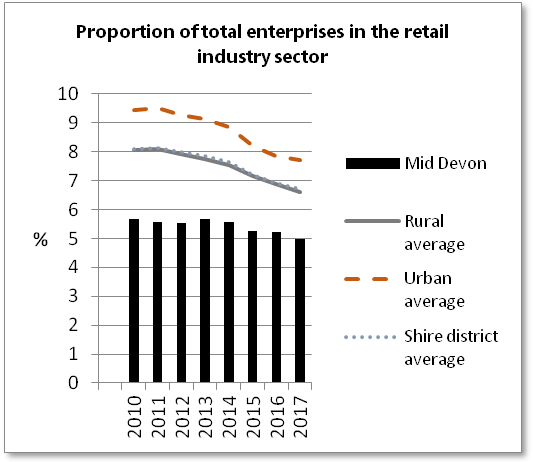 Proportion of total enterprises in the retail
industry sector
10
9
8
7
6
5
4
3
2
1
0
%
2010
2011
2012
2013
2014
2015
2016
2017
Mid Devon
Rural
average
Urban
average
Shire district
average